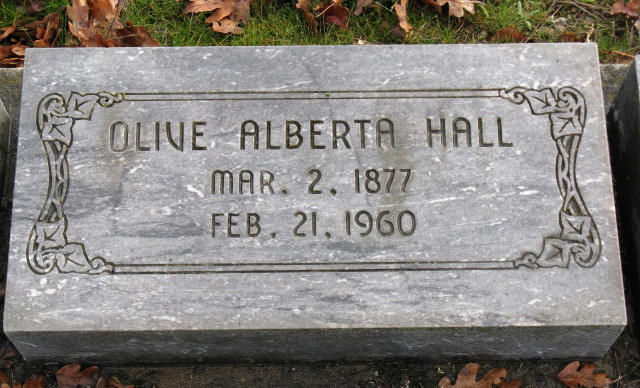 OLIVE ALBERTA HALL
MAR. 2, 1877
FEB. 21, 1960